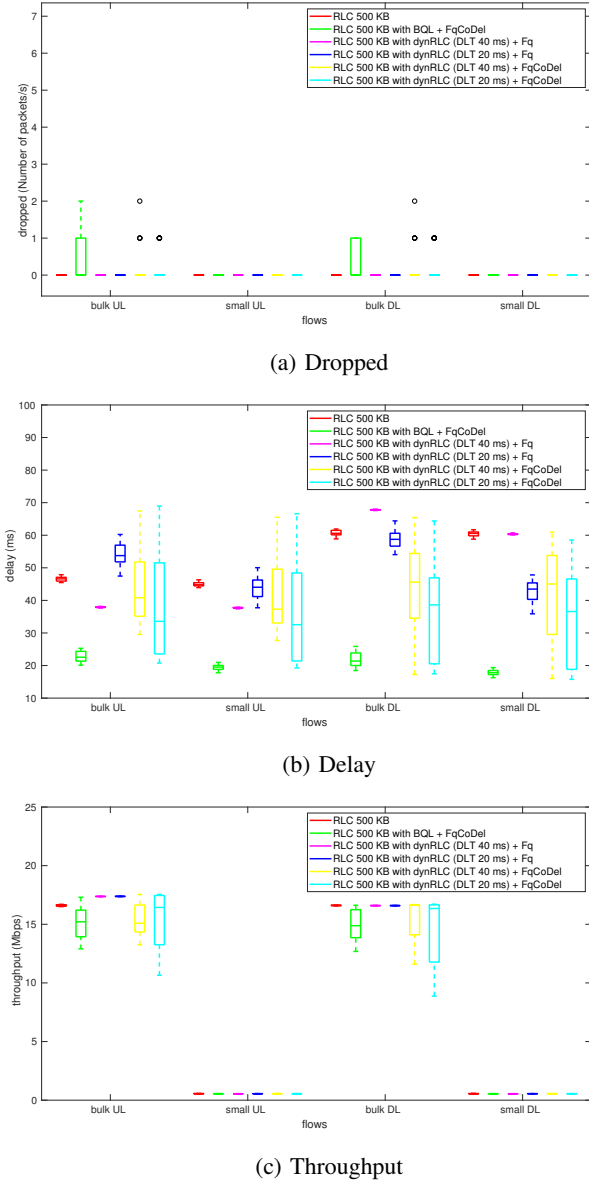 7
6
5
4
3
2
1
0
dropped (Number of packets/s)
RLC 500 KB
RLC 500 KB with BQL + FqCoDel
RLC 500 KB with dynRLC (DLT 40 ms) + Fq
RLC 500 KB with dynRLC (DLT 20 ms) + Fq
RLC 500 KB with dynRLC (DLT 40 ms) + FqCoDel
RLC 500 KB with dynRLC (DLT 20 ms) + FqCoDel
bulk UL small UL bulk DL small DL
flows
(a) Dropped
100
90
80
70
60
50
40
30
20
10
delay (ms)
RLC 500 KB
RLC 500 KB with BQL + FqCoDel
RLC 500 KB with dynRLC (DLT 40 ms) + Fq
RLC 500 KB with dynRLC (DLT 20 ms) + Fq
RLC 500 KB with dynRLC (DLT 40 ms) + FqCoDel
RLC 500 KB with dynRLC (DLT 20 ms) + FqCoDel
bulk UL small UL bulk DL small DL
flows
(b) Delay
25
20
15
10
5
0
throughput (Mbps)
RLC 500 KB
RLC 500 KB with BQL + FqCoDel
RLC 500 KB with dynRLC (DLT 40 ms) + Fq
RLC 500 KB with dynRLC (DLT 20 ms) + Fq
RLC 500 KB with dynRLC (DLT 40 ms) + FqCoDel
RLC 500 KB with dynRLC (DLT 20 ms) + FqCoDel
bulk UL small UL bulk DL small DL
flows
(c) Throughput